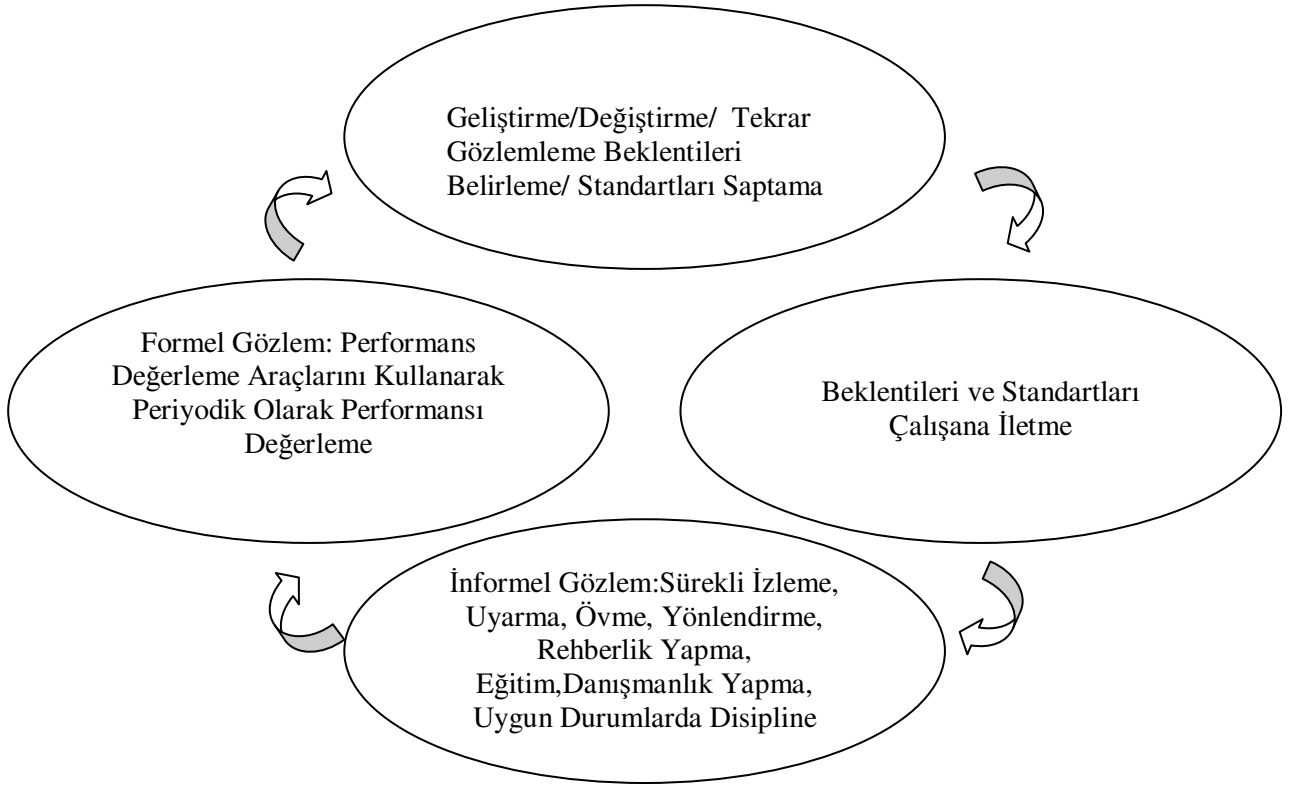 Geliştirme/Değiştirme/ Tekrar
Gözlemleme Beklentileri
Belirleme/ Standartları Saptama
Formel Gözlem: Performans
Değerleme Araçlarını Kullanarak
Periyodik Olarak Performansı
Değerleme
Beklentileri ve Standartları
Çalışana İletme
İnformel Gözlem:Sürekli İzleme,
Uyarma, Övme, Yönlendirme,
Rehberlik Yapma,
Eğitim,Danışmanlık Yapma,
Uygun Durumlarda Disipline